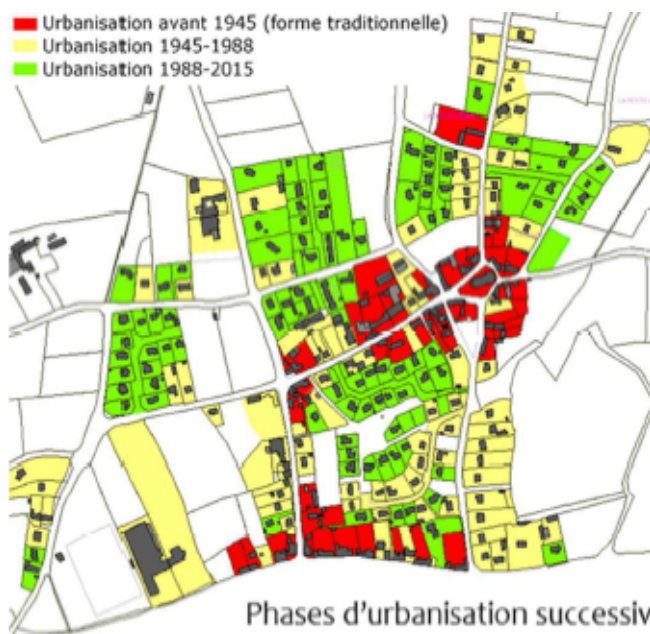 Urbanisation avant 1945 (forme traditionnelle)
Urbanisation 1945-1988
Urbanisation 1988-2015
Phases d'urbanisation successiv